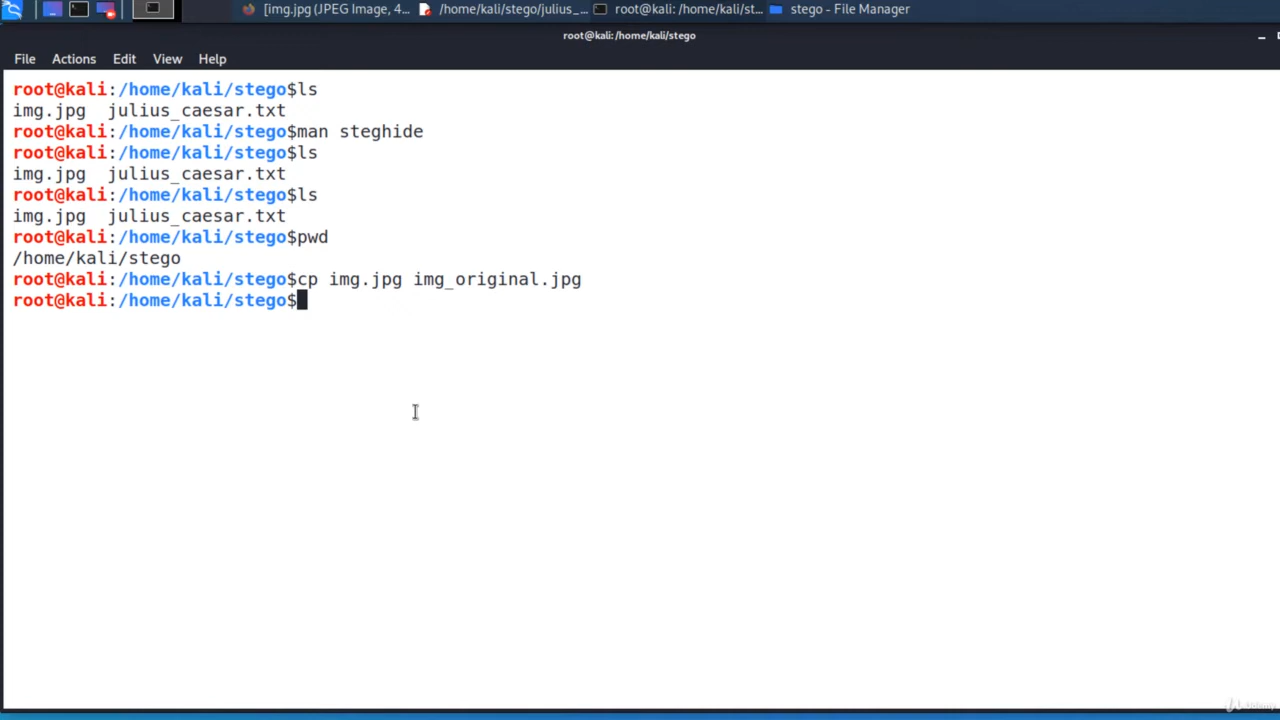 [img.jpg (JPEG Image, 4... /home/kali/stego/julius_... root@kali: /home/kali/st... stego - File Manager
root@kali:/home/kali/stego
File Actions Edit View Help
root@kali:/home/kali/stego$ls
img.jpg  julius_caesar.txt
root@kali:/home/kali/stego$man steghide
root@kali:/home/kali/stego$ls
img.jpg  julius_caesar.txt
root@kali:/home/kali/stego$ls
img.jpg  julius_caesar.txt
root@kali:/home/kali/stego$pwd
/home/kali/stego
root@kali:/home/kali/stego$cp img.jpg img_original.jpg
root@kali:/home/kali/stego$
Udemy